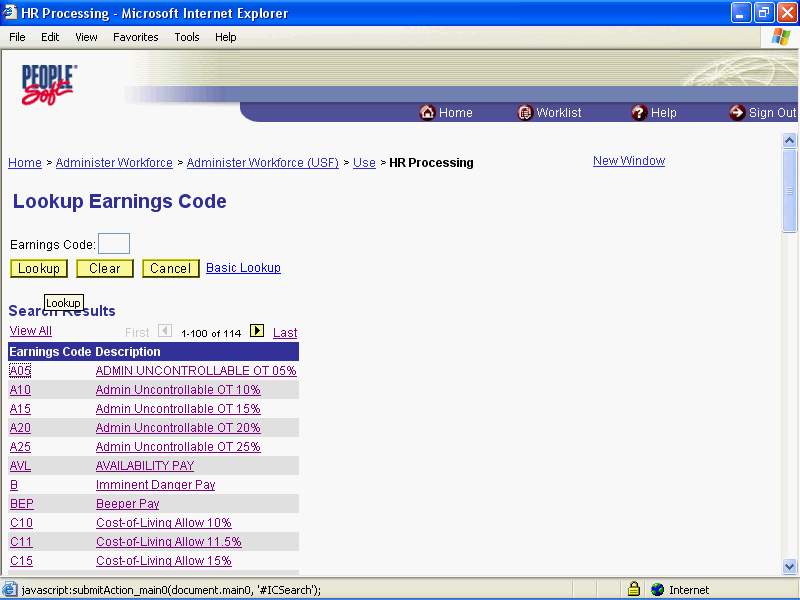 HR Processing - Microsoft Internet Explorer
File Edit View Favorites Tools Help
PEOPLE
Soft
Home Worklist Help Sign Out
Home > Administer Workforce > Administer Workforce (USF) > Use > HR Processing New Window
Lookup Earnings Code
Earnings Code:
Lookup Clear Cancel Basic Lookup
Lookup
Search Results
View All First 1-100 of 114 Last
Earnings Code Description
A05 ADMIN UNCONTROLLABLE OT 05%
A10 Admin Uncontrollable OT 10%
A15 Admin Uncontrollable OT 15%
A20 Admin Uncontrollable OT 20%
A25 Admin Uncontrollable OT 25%
AVL AVAILABILITY PAY
B Imminent Danger Pay
BEP Beeper Pay
C10 Cost-of-Living Allow 10%
C11 Cost-of-Living Allow 11.5%
C15 Cost-of-Living Allow 15%
javascript:submitAction_main0(document.main0, '#ICSearch'); Internet